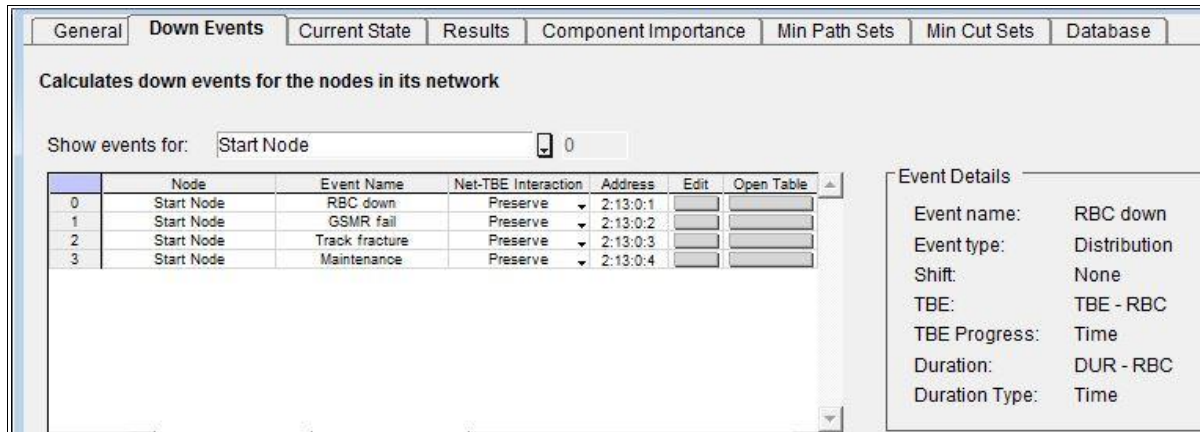 General Down Events Current State Results Component Importance Min Path Sets Min Cut Sets Database
Calculates down events for the nodes in its network
Show events for: Start Node 0
Node Event Name Net-TBE Interaction Address Edit Open Table
0 Start Node RBC down Preserve 2:13:0:1
1 Start Node GSMR fail Preserve 2:13:0:2
2 Start Node Track fracture Preserve 2:13:0:3
3 Start Node Maintenance Preserve 2:13:0:4
Event Details
Event name: RBC down
Event type: Distribution
Shift: None
TBE: TBE - RBC
TBE Progress: Time
Duration: DUR - RBC
Duration Type: Time